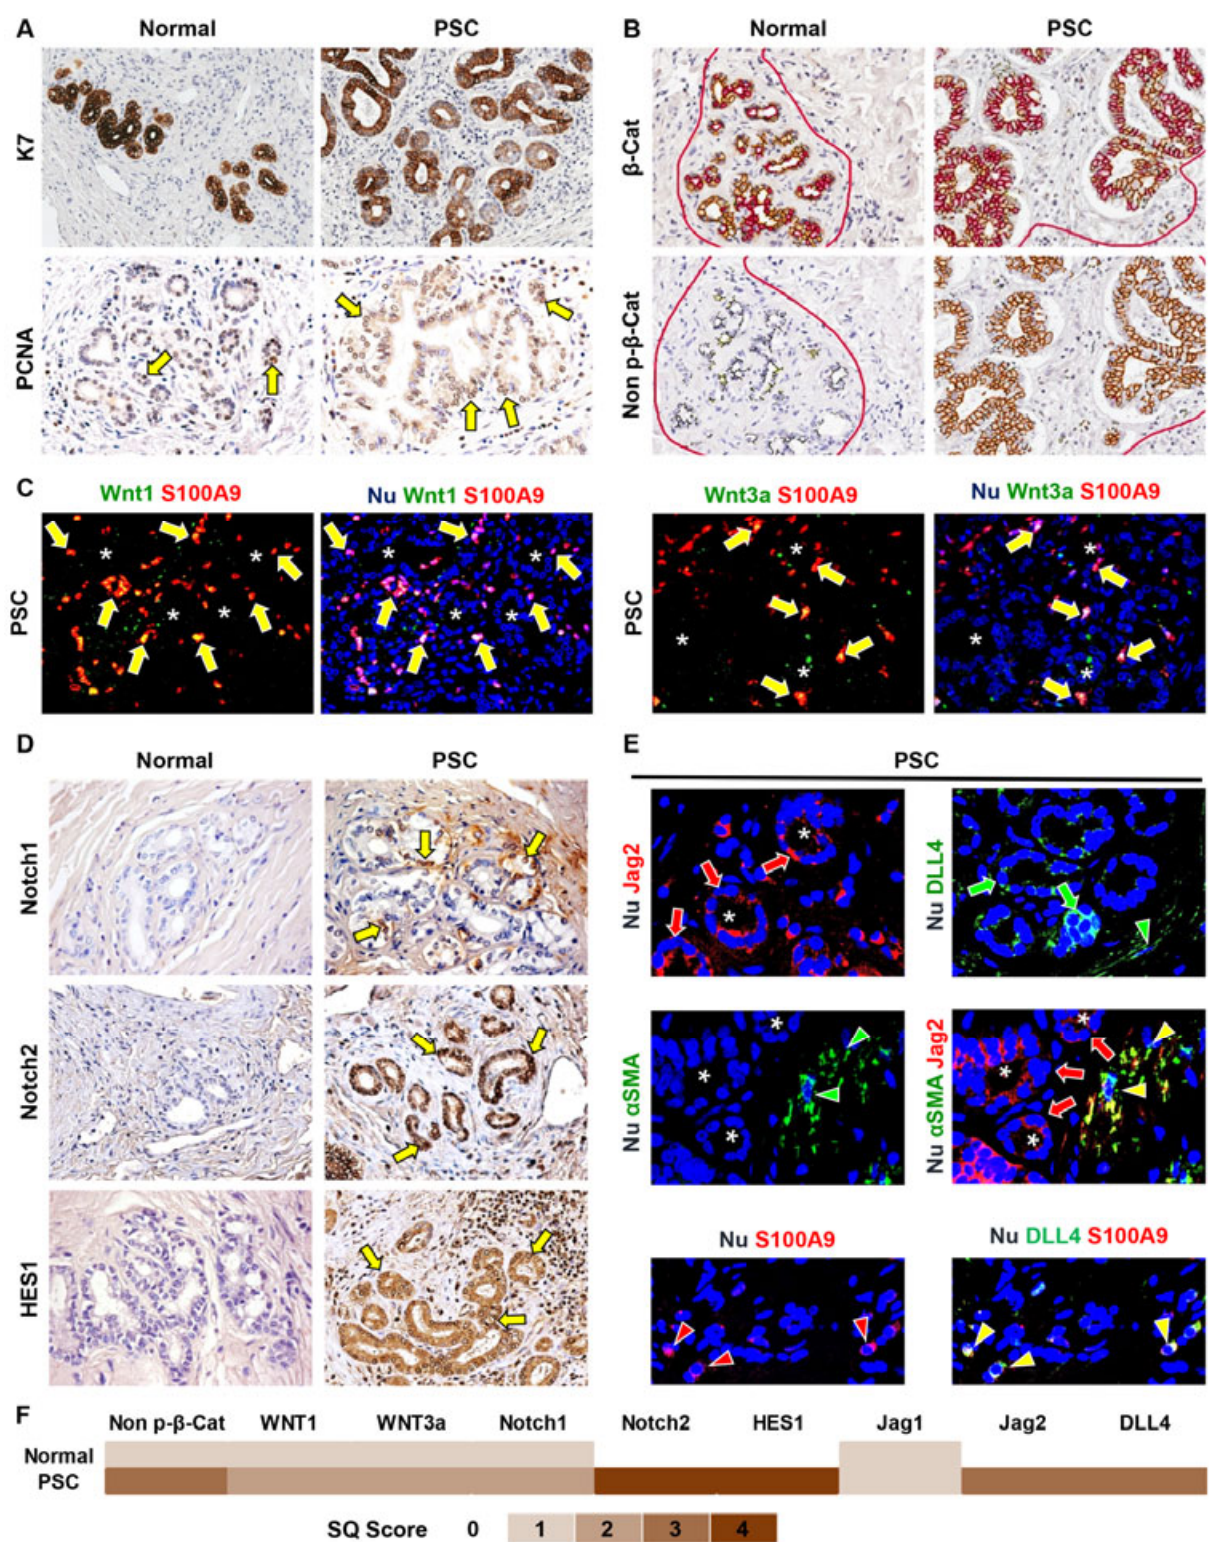 A Normal PSC B Normal PSC
K7
β-Cat
PCNA
Non p-β-Cat
C Wnt1 S100A9 Nu Wnt1 S100A9 Wnt3a S100A9 Nu Wnt3a S100A9
PSC * * * * * * * *
PSC * * * * * *
D Normal PSC E PSC
Notch1
Nu Jag2 * *
Nu DLL4
Notch2
Nu αSMA * * *
Nu αSMA Jag2 * * *
HES1
Nu S100A9 Nu DLL4 S100A9
F Non p-β-Cat WNT1 WNT3a Notch1 Notch2 HES1 Jag1 Jag2 DLL4
Normal
PSC
SQ Score 0 1 2 3 4